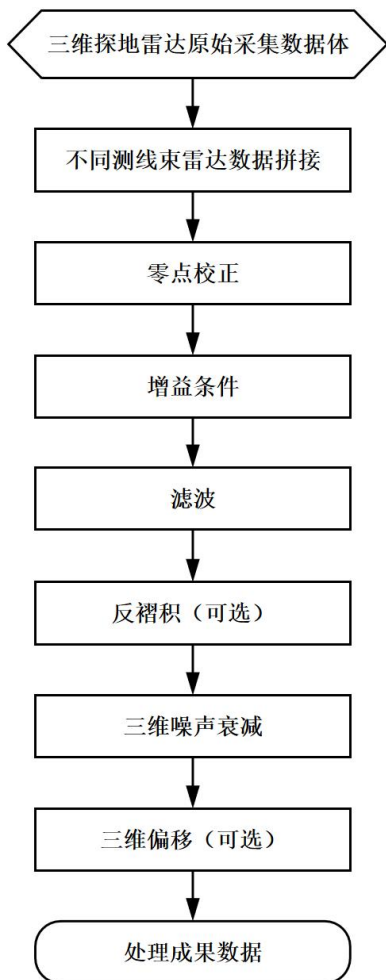 三维探地雷达原始采集数据体
不同测线束雷达数据拼接
零点校正
增益条件
滤波
反褶积（可选）
三维噪声衰减
三维偏移（可选）
处理成果数据